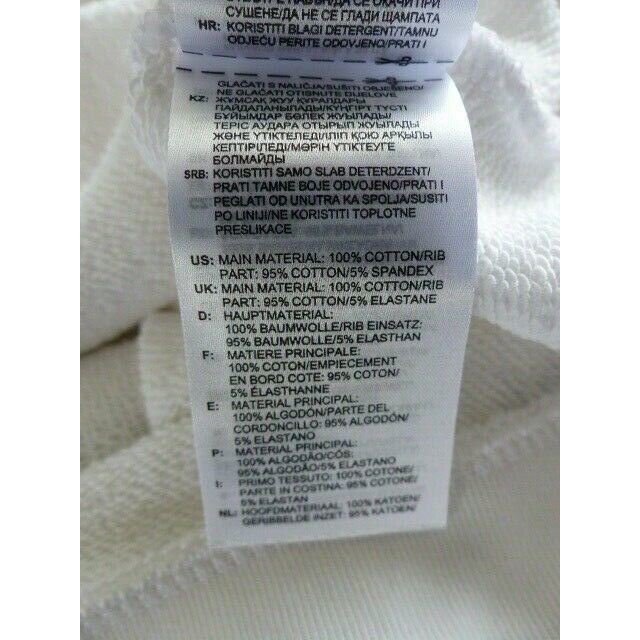 СУШЕНЕ/ДА НЕ СЕ ГЛАДИ ЩАМПАТА
HR: KORISTITI BLAGI DETERGENT/TAMNU
ODJEĆU PERITE ODVOJENO/PRATI I
GLAČATI S NALIČJA/SUŠITI OBJEŠENO/
NE GLAČATI OTISNUTE DIJELOVE
KZ: ЖҰМСАҚ ЖУУ ҚҰРАЛДАРЫ
ПАЙДАЛАНЫЛАДЫ/КҮҢГІРТ ТҮСТІ
БҰЙЫМДАР БӨЛЕК ЖУЫЛАДЫ/
ТЕРІС АУДАРА ОТЫРЫП ЖУЫЛАДЫ
ЖӘНЕ ҮТІКТЕЛЕДІ/ІЛІП ҚОЮ АРҚЫЛЫ
КЕПТІРІЛЕДІ/МӨРІН ҮТІКТЕУГЕ
БОЛМАЙДЫ
SRB: KORISTITI SAMO SLAB DETERDZENT/
PRATI TAMNE BOJE ODVOJENO/PRATI I
PEGLATI OD UNUTRA KA SPOLJA/SUSITI
PO LINIJI/NE KORISTITI TOPLOTNE
PRESLIKACE
US: MAIN MATERIAL: 100% COTTON/RIB
PART: 95% COTTON/5% SPANDEX
UK: MAIN MATERIAL: 100% COTTON/RIB
PART: 95% COTTON/5% ELASTANE
D: HAUPTMATERIAL:
100% BAUMWOLLE/RIB EINSATZ:
95% BAUMWOLLE/5% ELASTHAN
F: MATIERE PRINCIPALE:
100% COTON/EMPIECEMENT
EN BORD COTE: 95% COTON/
5% ÉLASTHANNE
E: MATERIAL PRINCIPAL:
100% ALGODÓN/PARTE DEL
CORDONCILLO: 95% ALGODÓN/
5% ELASTANO
P: MATERIAL PRINCIPAL:
100% ALGODÃO/CÓS:
95% ALGODÃO/5% ELASTANO
I: PRIMO TESSUTO: 100% COTONE/
PARTE IN COSTINA: 95% COTONE/
5% ELASTAN
NL: HOOFDMATERIAAL: 100% KATOEN/
GERIBBELDE INZET: 95% KATOEN/